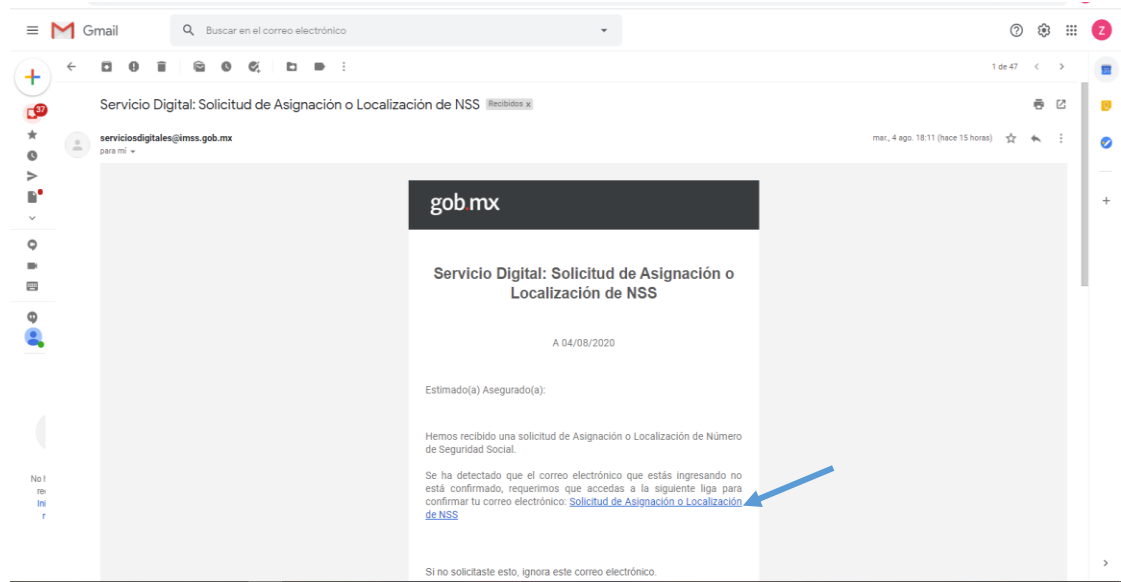 Gmail
Buscar en el correo electrónico
Z
1 de 47
37
Servicio Digital: Solicitud de Asignación o Localización de NSS Recibidos x
serviciosdigitales@imss.gob.mx
mar., 4 ago. 18:11 (hace 15 horas)
para mí
gob.mx
Servicio Digital: Solicitud de Asignación o
Localización de NSS
A 04/08/2020
Estimado(a) Asegurado(a):
Hemos recibido una solicitud de Asignación o Localización de Número
de Seguridad Social.
Se ha detectado que el correo electrónico que estás ingresando no
está confirmado, requerimos que accedas a la siguiente liga para
confirmar tu correo electrónico: Solicitud de Asignación o Localización
de NSS
Si no solicitaste esto, ignora este correo electrónico.
No
Ini